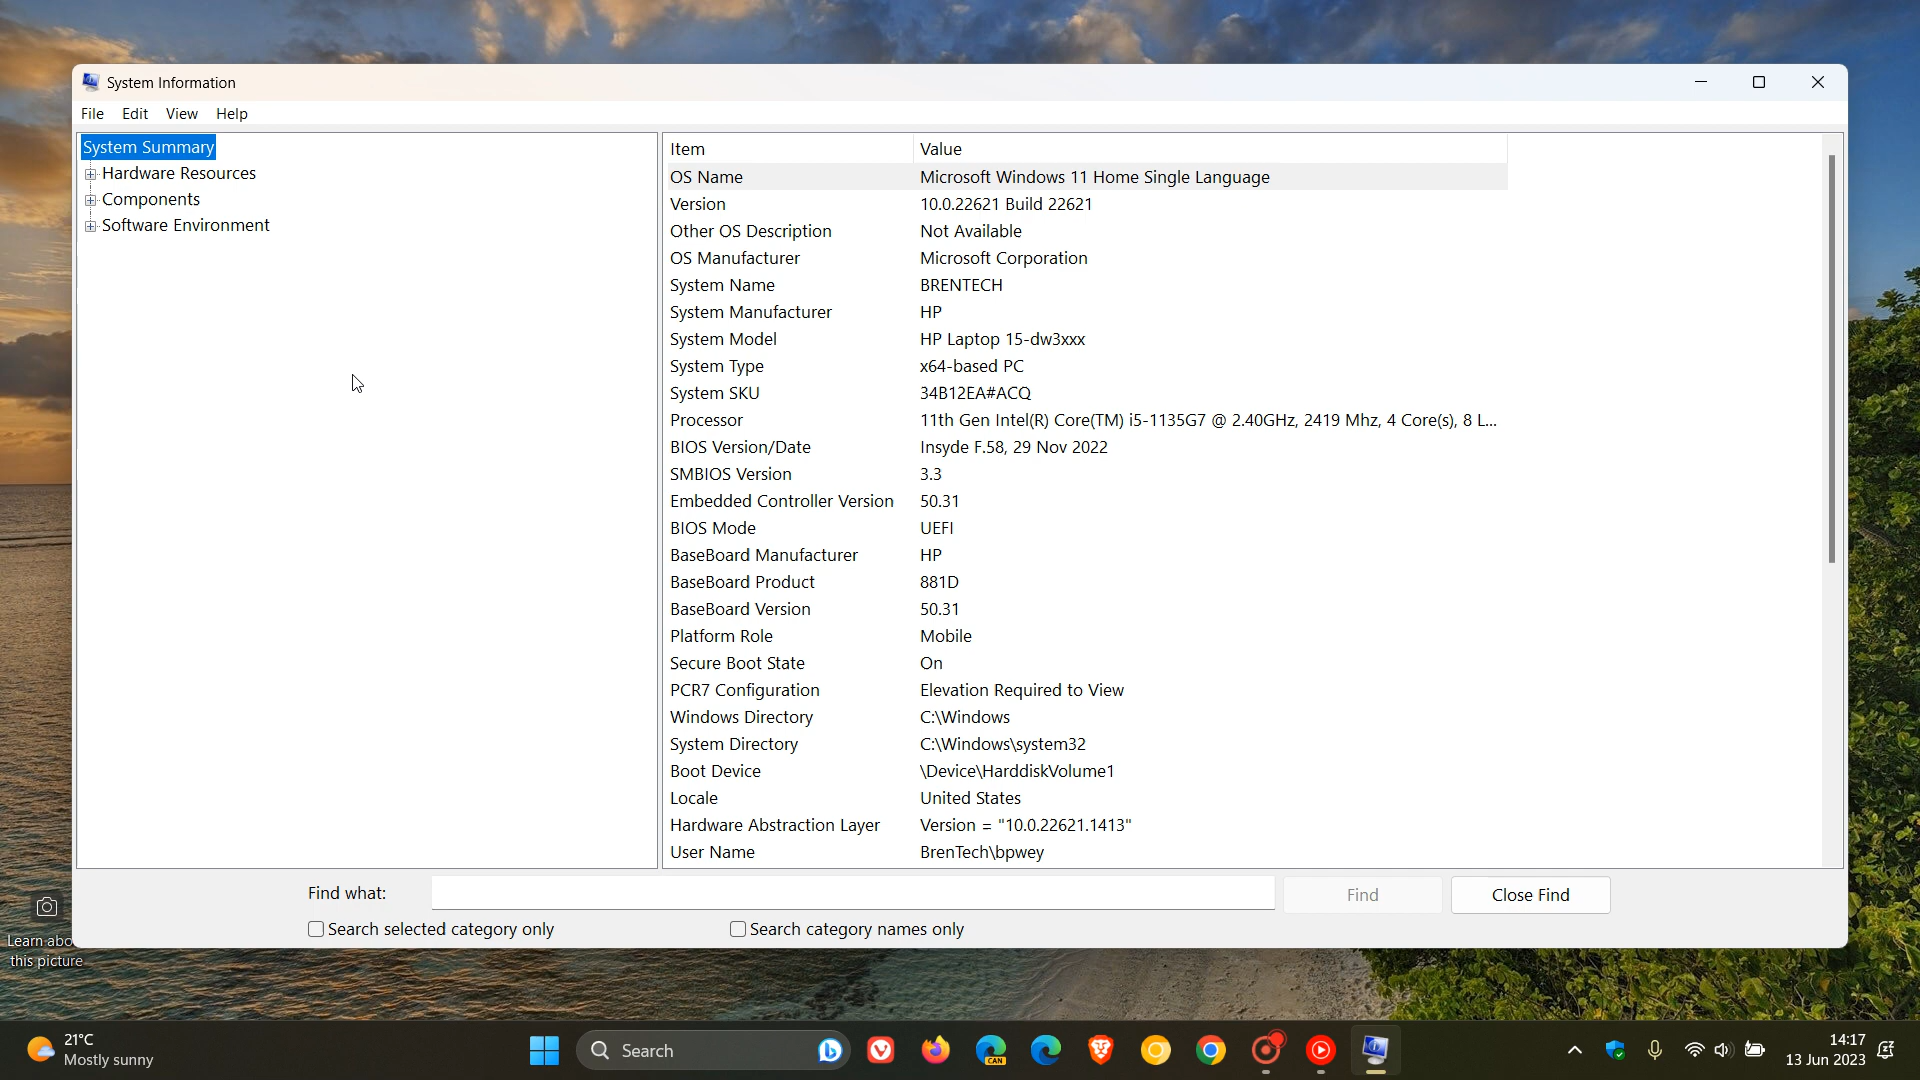 System Information
File Edit View Help
System Summary
Hardware Resources
Components
Software Environment
Item Value
OS Name Microsoft Windows 11 Home Single Language
Version 10.0.22621 Build 22621
Other OS Description Not Available
OS Manufacturer Microsoft Corporation
System Name BRENTECH
System Manufacturer HP
System Model HP Laptop 15-dw3xxx
System Type x64-based PC
System SKU 34B12EA#ACQ
Processor 11th Gen Intel(R) Core(TM) i5-1135G7 @ 2.40GHz, 2419 Mhz, 4 Core(s), 8 L...
BIOS Version/Date Insyde F.58, 29 Nov 2022
SMBIOS Version 3.3
Embedded Controller Version 50.31
BIOS Mode UEFI
BaseBoard Manufacturer HP
BaseBoard Product 881D
BaseBoard Version 50.31
Platform Role Mobile
Secure Boot State On
PCR7 Configuration Elevation Required to View
Windows Directory C:\Windows
System Directory C:\Windows\system32
Boot Device \Device\HarddiskVolume1
Locale United States
Hardware Abstraction Layer Version = "10.0.22621.1413"
User Name BrenTech\bpwey
Find what: Find Close Find
Search selected category only Search category names only
Learn abo
this picture
21°C
Mostly sunny
Search
CAN
14:17
13 Jun 2023